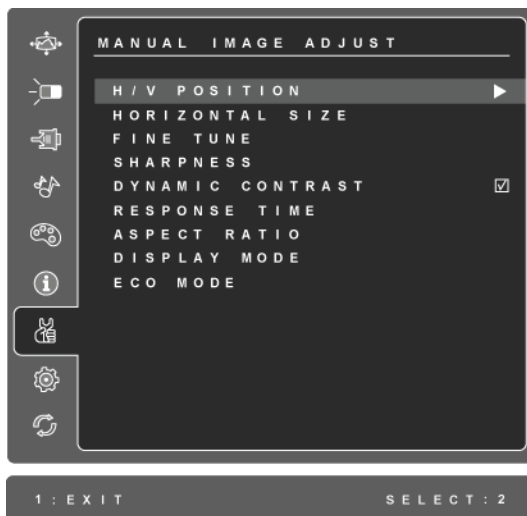 MANUAL IMAGE ADJUST
H/V POSITION
HORIZONTAL SIZE
FINE TUNE
SHARPNESS
DYNAMIC CONTRAST
RESPONSE TIME
ASPECT RATIO
DISPLAY MODE
ECO MODE
1:EXIT SELECT:2